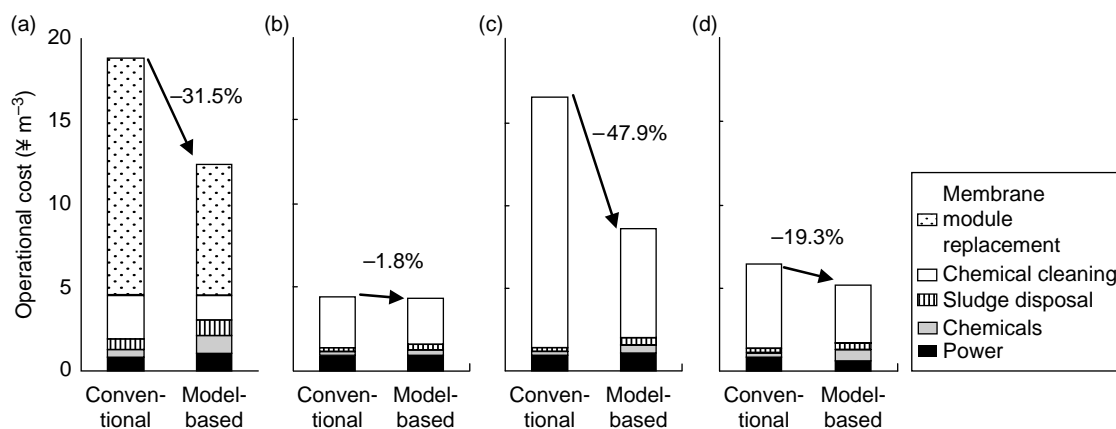 (a)
(b)
(c)
(d)
Operational cost (¥ m⁻³)
20
15
10
5
0
–31.5%
–1.8%
–47.9%
–19.3%
Conven-
tional
Model-
based
Conven-
tional
Model-
based
Conven-
tional
Model-
based
Conven-
tional
Model-
based
Membrane
module
replacement
Chemical cleaning
Sludge disposal
Chemicals
Power